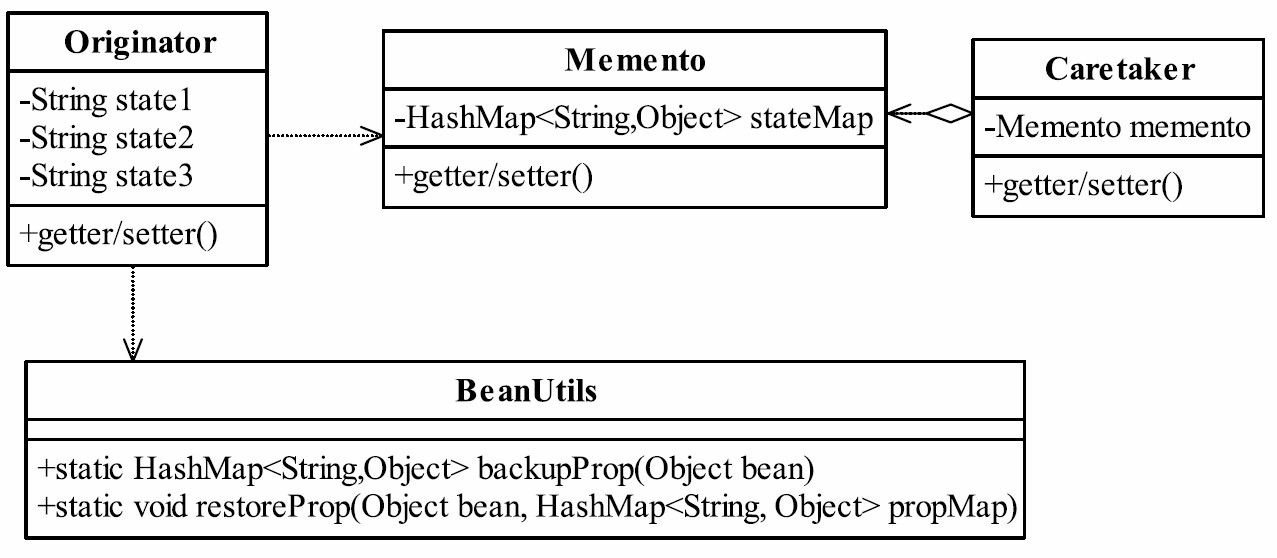 Originator
-String state1
-String state2
-String state3
+getter/setter()
Memento
-HashMap<String,Object> stateMap
+getter/setter()
Caretaker
-Memento memento
+getter/setter()
BeanUtils
+static HashMap<String,Object> backupProp(Object bean)
+static void restoreProp(Object bean, HashMap<String, Object> propMap)